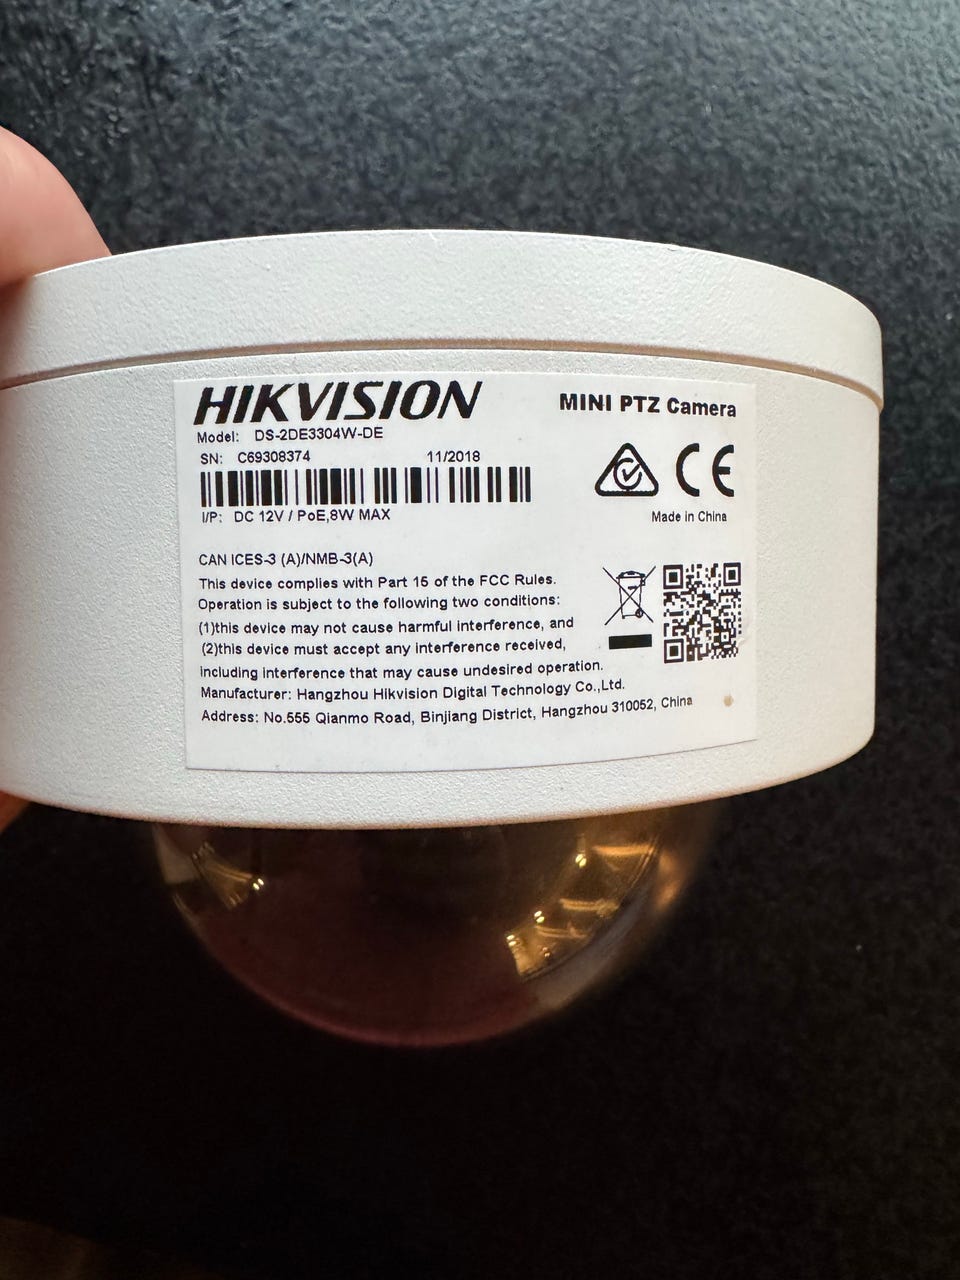 HIKVISION
MINI PTZ Camera
Model: DS-2DE3304W-DE
SN: C69308374 11/2018
I/P: DC 12V / PoE,8W MAX
Made in China
CAN ICES-3 (A)/NMB-3(A)
This device complies with Part 15 of the FCC Rules.
Operation is subject to the following two conditions:
(1)this device may not cause harmful interference, and
(2)this device must accept any interference received,
including interference that may cause undesired operation.
Manufacturer: Hangzhou Hikvision Digital Technology Co.,Ltd.
Address: No.555 Qianmo Road, Binjiang District, Hangzhou 310052, China